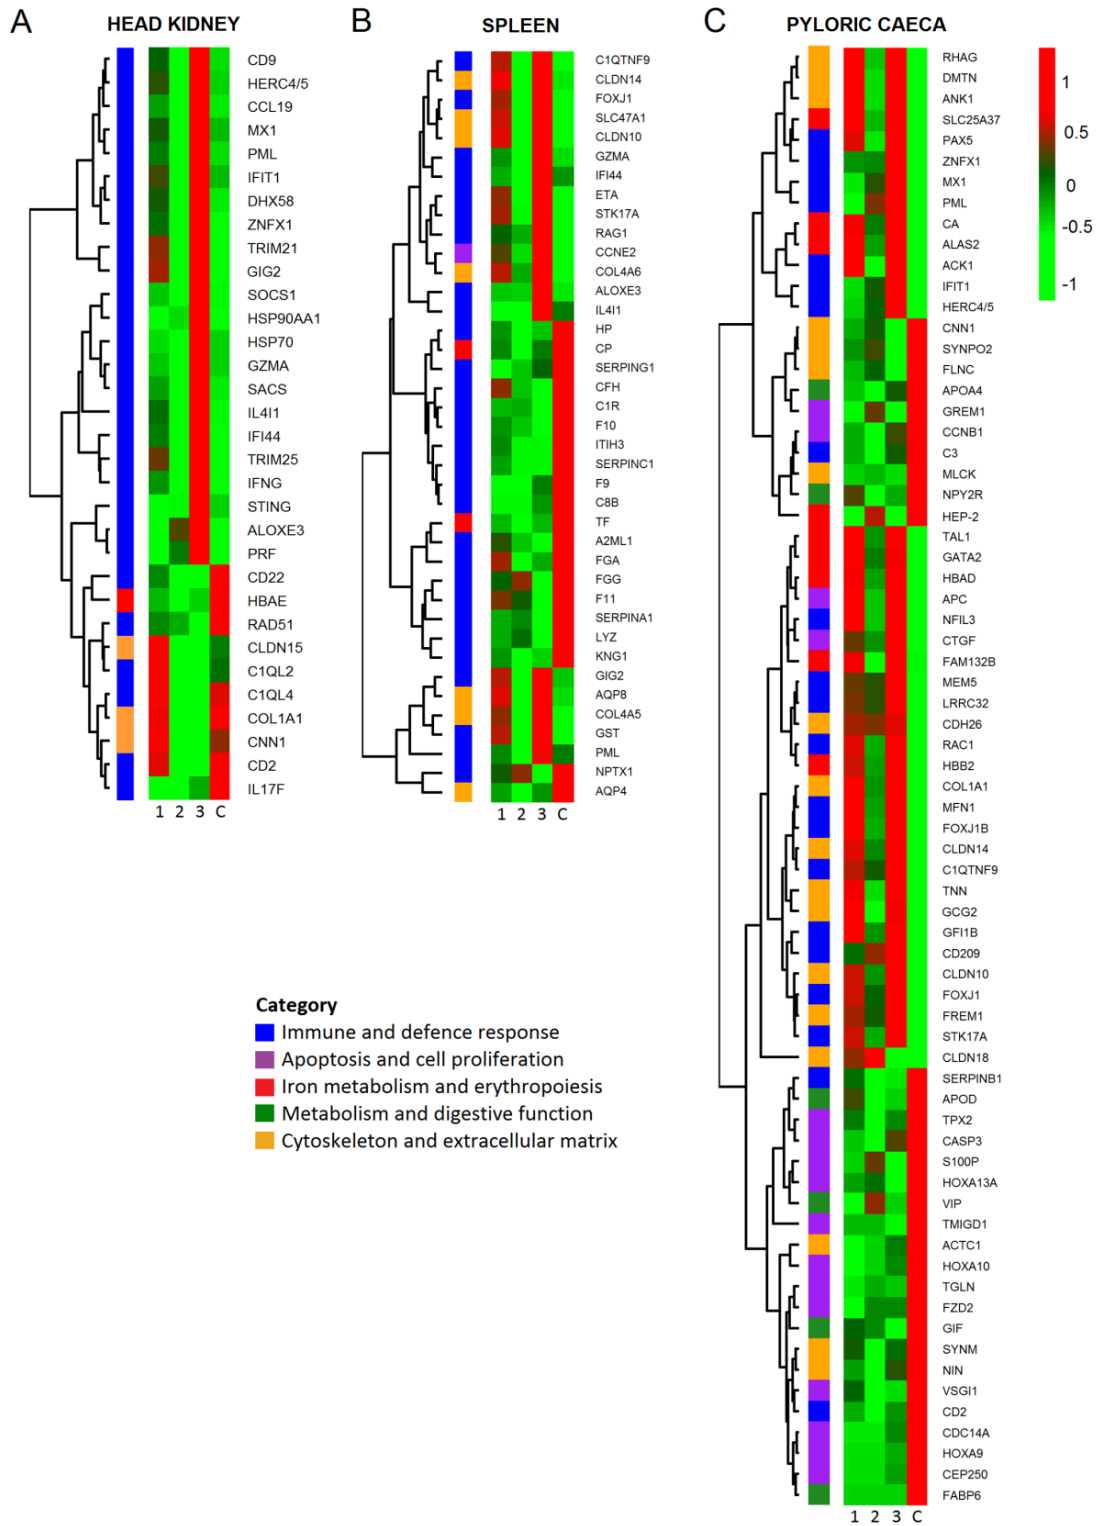 A
HEAD KIDNEY
CD9
HERC4/5
CCL19
MX1
PML
IFIT1
DHX58
ZNFX1
TRIM21
GIG2
SOCS1
HSP90AA1
HSP70
GZMA
SACS
IL4I1
IFI44
TRIM25
IFNG
STING
ALOXE3
PRF
CD22
HBAE
RAD51
CLDN15
C1QL2
C1QL4
COL1A1
CNN1
CD2
IL17F
1 2 3 C
B
SPLEEN
C1QTNF9
CLDN14
FOXJ1
SLC47A1
CLDN10
GZMA
IFI44
ETA
STK17A
RAG1
CCNE2
COL4A6
ALOXE3
IL4I1
HP
CP
SERPING1
CFH
C1R
F10
ITIH3
SERPINC1
F9
C8B
TF
A2ML1
FGA
FGG
F11
SERPINA1
LYZ
KNG1
GIG2
AQP8
COL4A5
GST
PML
NPTX1
AQP4
1 2 3 C
C
PYLORIC CAECA
RHAG
DMTN
ANK1
SLC25A37
PAX5
ZNFX1
MX1
PML
CA
ALAS2
ACK1
IFIT1
HERC4/5
CNN1
SYNPO2
FLNC
APOA4
GREM1
CCNB1
C3
MLCK
NPY2R
HEP-2
TAL1
GATA2
HBAD
APC
NFIL3
CTGF
FAM132B
MEM5
LRRC32
CDH26
RAC1
HBB2
COL1A1
MFN1
FOXJ1B
CLDN14
C1QTNF9
TNN
GCG2
GFI1B
CD209
CLDN10
FOXJ1
FREM1
STK17A
CLDN18
SERPINB1
APOD
TPX2
CASP3
S100P
HOXA13A
VIP
TMIGD1
ACTC1
HOXA10
TGLN
FZD2
GIF
SYNM
NIN
VSGI1
CD2
CDC14A
HOXA9
CEP250
FABP6
1 2 3 C
1
0.5
0
-0.5
-1
Category
Immune and defence response
Apoptosis and cell proliferation
Iron metabolism and erythropoiesis
Metabolism and digestive function
Cytoskeleton and extracellular matrix